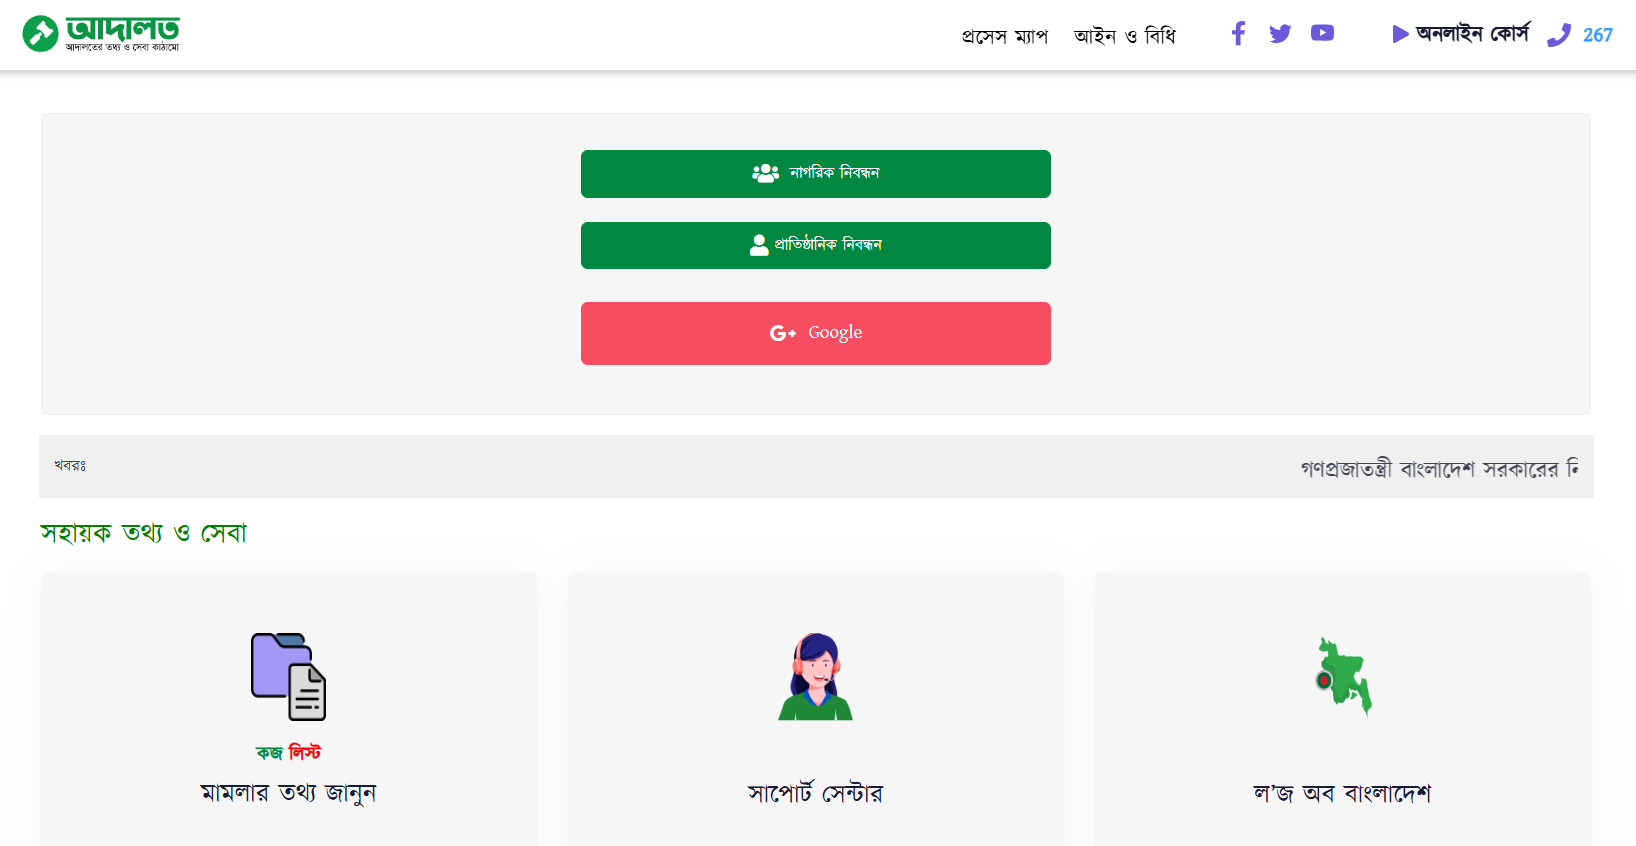 আদালত
আদালতের তথ্য ও সেবা কাঠামো
প্রসেস ম্যাপ
আইন ও বিধি
অনলাইন কোর্স
267
নাগরিক নিবন্ধন
প্রাতিষ্ঠানিক নিবন্ধন
G+ Google
খবরঃ
গণপ্রজাতন্ত্রী বাংলাদেশ সরকারের
সহায়ক তথ্য ও সেবা
কজ লিস্ট
মামলার তথ্য জানুন
সাপোর্ট সেন্টার
ল'জ অব বাংলাদেশ